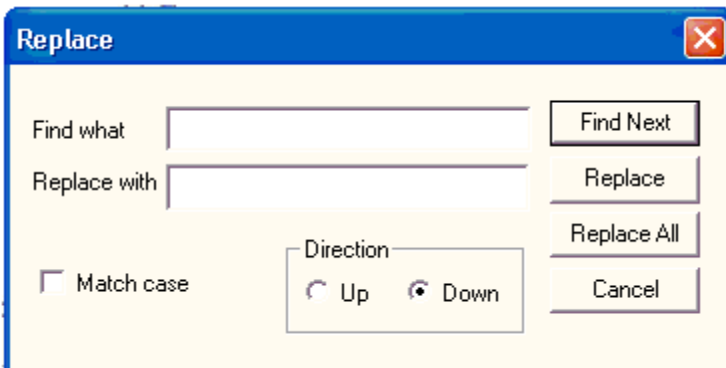 Replace
Find what
Find Next
Replace with
Replace
Replace All
Direction
Match case
Up
Down
Cancel